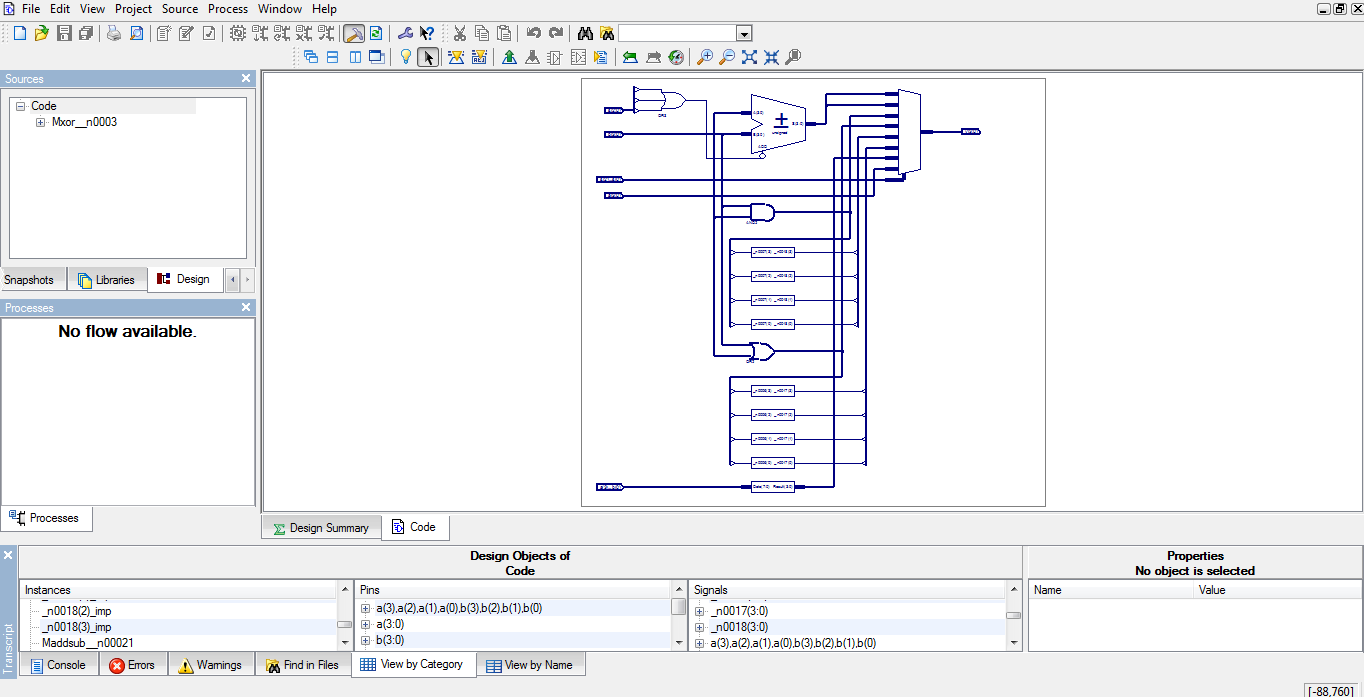 File Edit View Project Source Process Window Help
Sources
Code
Mxor__n0003
Snapshots Libraries Design
Processes
No flow available.
Processes
±
unsigned
Design Summary Code
Design Objects of
Code
Properties
No object is selected
Instances Pins Signals Name Value
_n0018(2)_imp a(3),a(2),a(1),a(0),b(3),b(2),b(1),b(0) _n0017(3:0)
_n0018(3)_imp a(3:0) _n0018(3:0)
Maddsub__n00021 b(3:0) a(3),a(2),a(1),a(0),b(3),b(2),b(1),b(0)
Transcript
Console Errors Warnings Find in Files View by Category View by Name
[-88,760]